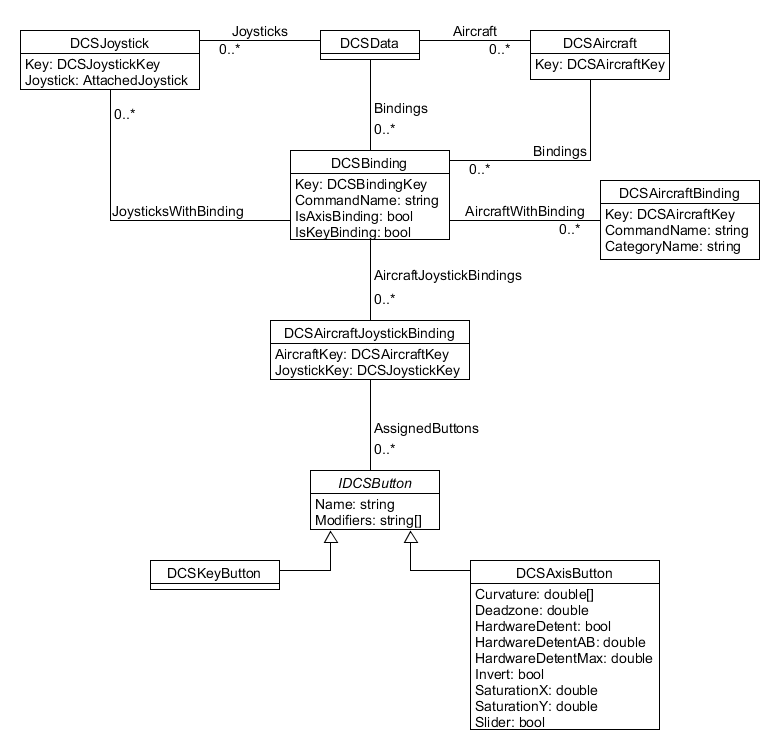 Joysticks
0..*
Aircraft
0..*
DCSJoystick
Key: DCSJoystickKey
Joystick: AttachedJoystick
DCSData
DCSAircraft
Key: DCSAircraftKey
0..*
Bindings
0..*
Bindings
0..*
DCSBinding
Key: DCSBindingKey
CommandName: string
IsAxisBinding: bool
IsKeyBinding: bool
JoysticksWithBinding
AircraftWithBinding
0..*
DCSAircraftBinding
Key: DCSAircraftKey
CommandName: string
CategoryName: string
AircraftJoystickBindings
0..*
DCSAircraftJoystickBinding
AircraftKey: DCSAircraftKey
JoystickKey: DCSJoystickKey
AssignedButtons
0..*
IDCSButton
Name: string
Modifiers: string[]
DCSKeyButton
DCSAxisButton
Curvature: double[]
Deadzone: double
HardwareDetent: bool
HardwareDetentAB: double
HardwareDetentMax: double
Invert: bool
SaturationX: double
SaturationY: double
Slider: bool